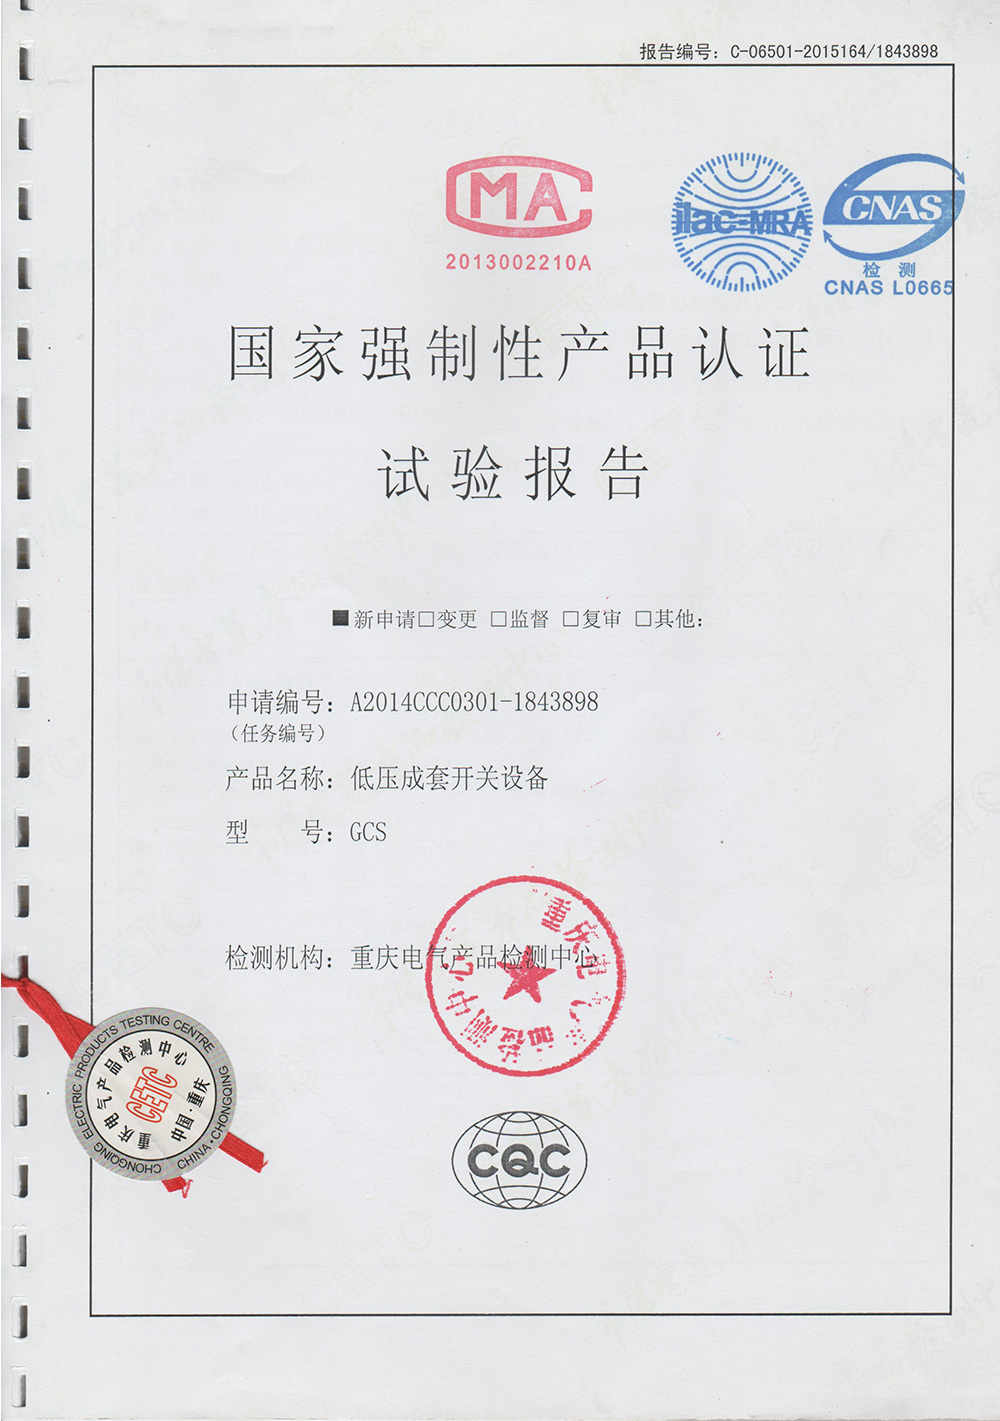 报告编号：C-06501-2015164/1843898
MA
2013002210A
ilac-MRA
CNAS
检 测
CNAS L0665
国家强制性产品认证
试验报告
■新申请□变更 □监督 □复审 □其他：
申请编号：A2014CCC0301-1843898
（任务编号）
产品名称：低压成套开关设备
型 号：GCS
检测机构：重庆电气产品检测中心
CHONGQING ELECTRIC PRODUCTS TESTING CENTRE
重庆电气产品检测中心
CETC
中国·重庆
CHINA·CHONGQING
CQC